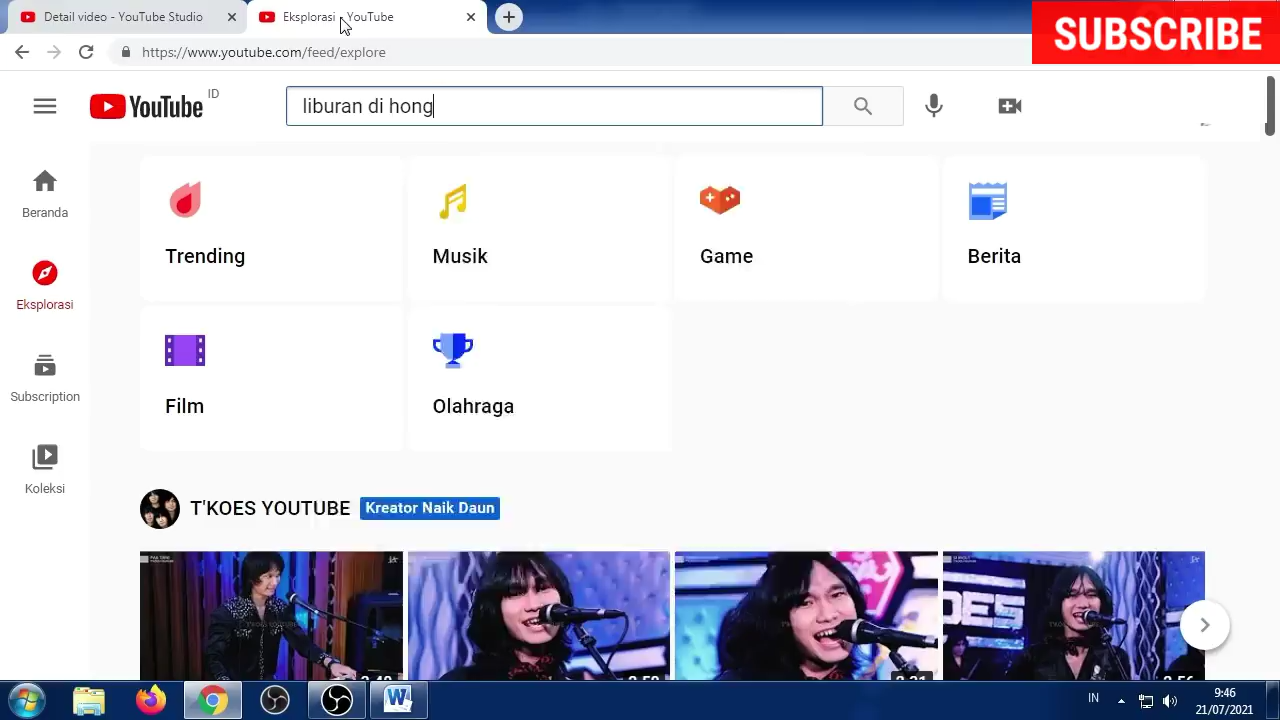 Detail video - YouTube Studio
Eksplorasi - YouTube
SUBSCRIBE
https://www.youtube.com/feed/explore
YouTube ID
liburan di hong
Beranda
Eksplorasi
Subscription
Koleksi
Trending
Musik
Game
Berita
Film
Olahraga
T'KOES YOUTUBE
Kreator Naik Daun
IN
9:46
21/07/2021